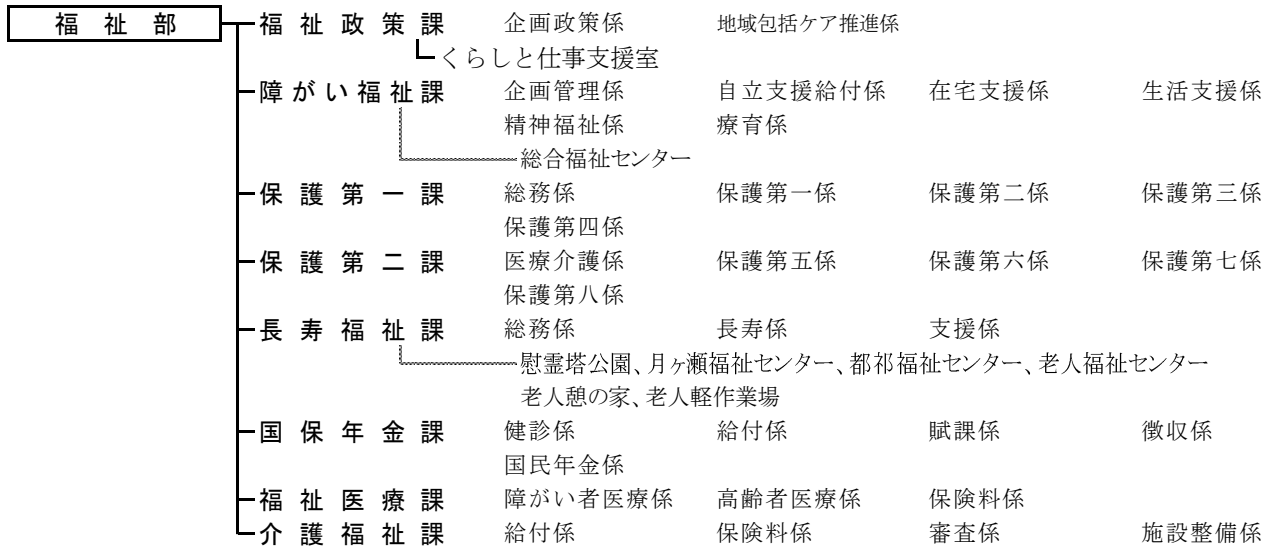 福祉部 福祉政策課 企画政策係 地域包括ケア推進係
くらしと仕事支援室
障がい福祉課 企画管理係 自立支援給付係 在宅支援係 生活支援係
精神福祉係 療育係
総合福祉センター
保護第一課 総務係 保護第一係 保護第二係 保護第三係
保護第四係
保護第二課 医療介護係 保護第五係 保護第六係 保護第七係
保護第八係
長寿福祉課 総務係 長寿係 支援係
慰霊塔公園、月ヶ瀬福祉センター、都祁福祉センター、老人福祉センター
老人憩の家、老人軽作業場
国保年金課 健診係 給付係 賦課係 徴収係
国民年金係
福祉医療課 障がい者医療係 高齢者医療係 保険料係
介護福祉課 給付係 保険料係 審査係 施設整備係